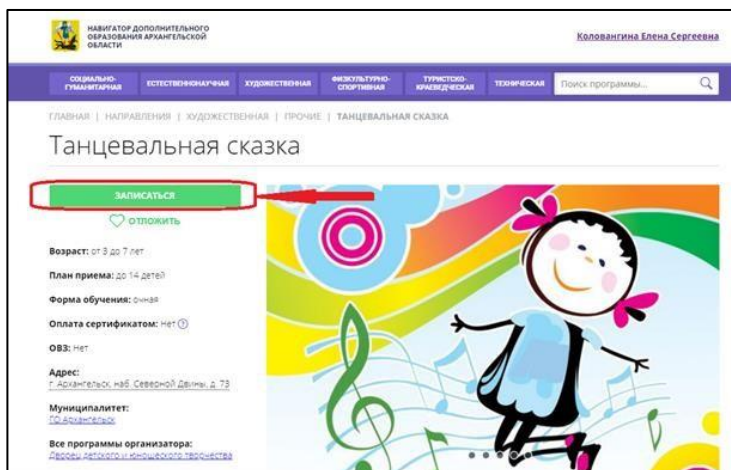 НАВИГАТОР ДОПОЛНИТЕЛЬНОГО
ОБРАЗОВАНИЯ АРХАНГЕЛЬСКОЙ
ОБЛАСТИ
Коловангина Елена Сергеевна
СОЦИАЛЬНО-
ГУМАНИТАРНАЯ
ЕСТЕСТВЕННОНАУЧНАЯ
ХУДОЖЕСТВЕННАЯ
ФИЗКУЛЬТУРНО-
СПОРТИВНАЯ
ТУРИСТСКО-
КРАЕВЕДЧЕСКАЯ
ТЕХНИЧЕСКАЯ
Поиск программы...
ГЛАВНАЯ | НАПРАВЛЕНИЯ | ХУДОЖЕСТВЕННАЯ | ПРОЧИЕ | ТАНЦЕВАЛЬНАЯ СКАЗКА
Танцевальная сказка
ЗАПИСАТЬСЯ
ОТЛОЖИТЬ
Возраст: от 3 до 7 лет
План приема: до 14 детей
Форма обучения: очная
Оплата сертификатом: Нет ?
ОВЗ: Нет
Адрес:
г. Архангельск, наб. Северной Двины, д. 73
Муниципалитет:
ГО Архангельск
Все программы организатора:
Дворец детского и юношеского творчества